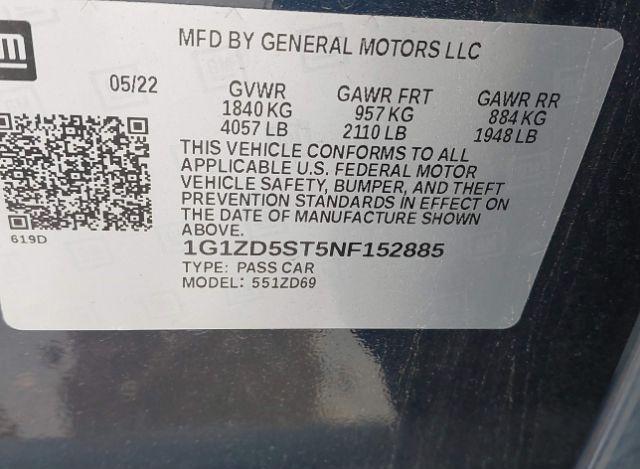 gm
MFD BY GENERAL MOTORS LLC
05/22 GVWR GAWR FRT GAWR RR
1840 KG 957 KG 884 KG
4057 LB 2110 LB 1948 LB
THIS VEHICLE CONFORMS TO ALL
APPLICABLE U.S. FEDERAL MOTOR
VEHICLE SAFETY, BUMPER, AND THEFT
PREVENTION STANDARDS IN EFFECT ON
THE DATE OF MANUFACTURE SHOWN
ABOVE.
619D
1G1ZD5ST5NF152885
TYPE: PASS CAR
MODEL: 551ZD69